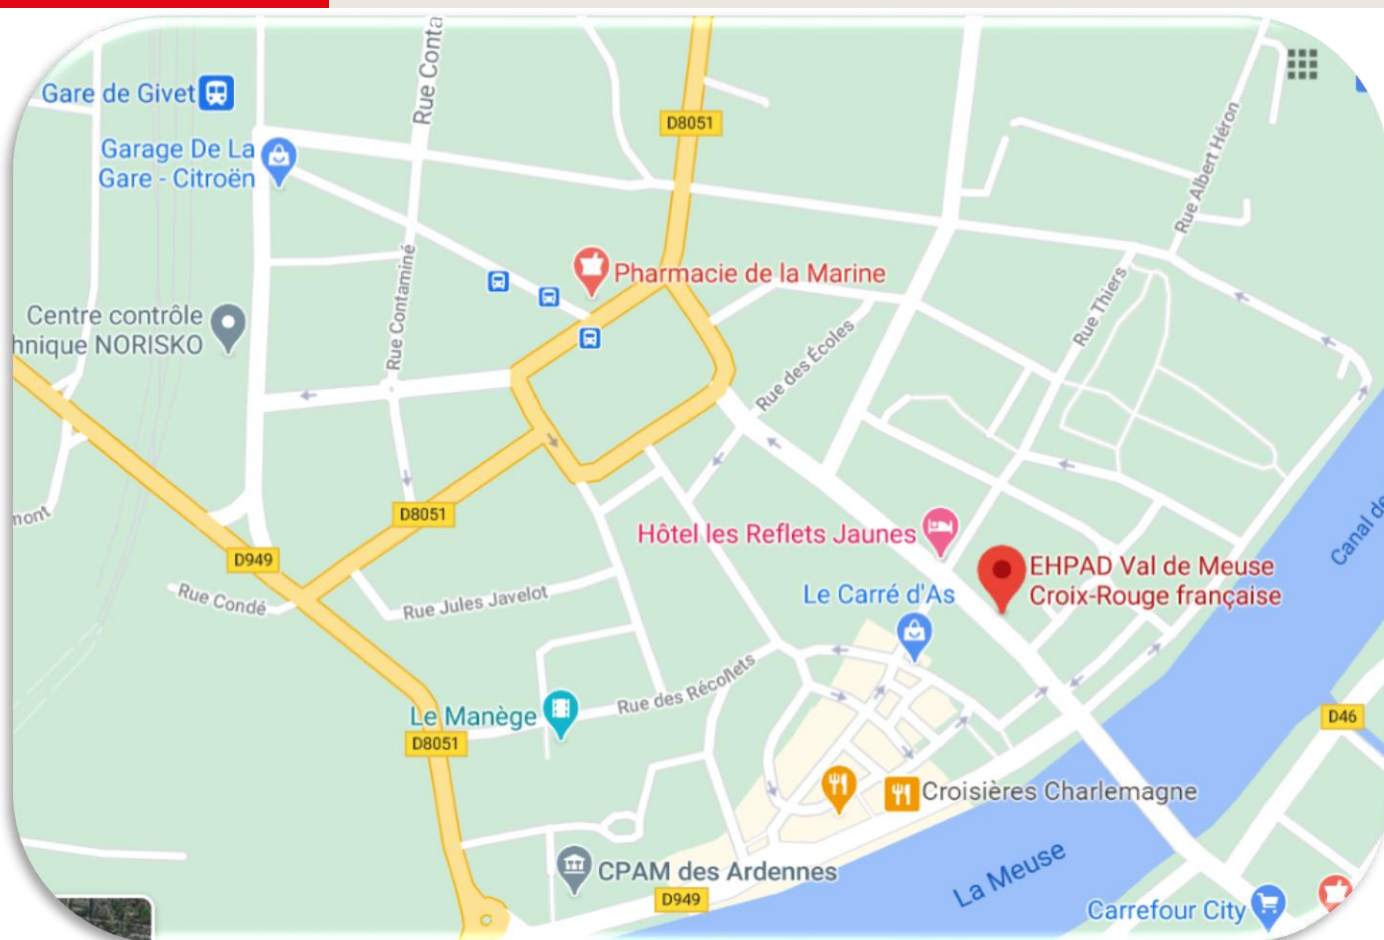 Rue Conta
Gare de Givet
D8051
Garage De La
Gare - Citroën
Rue Albert Héron
Pharmacie de la Marine
Rue Contaminé
Rue Thiers
Centre contrôle
hnique NORISKO
Rue des Écoles
D8051
mont
Hôtel les Reflets Jaunes
Canal de
D949
EHPAD Val de Meuse
Croix-Rouge française
Rue Condé
Rue Jules Javelot
Le Carré d'As
Rue des Récollets
Le Manège
D46
D8051
Croisières Charlemagne
La Meuse
CPAM des Ardennes
D949
Carrefour City